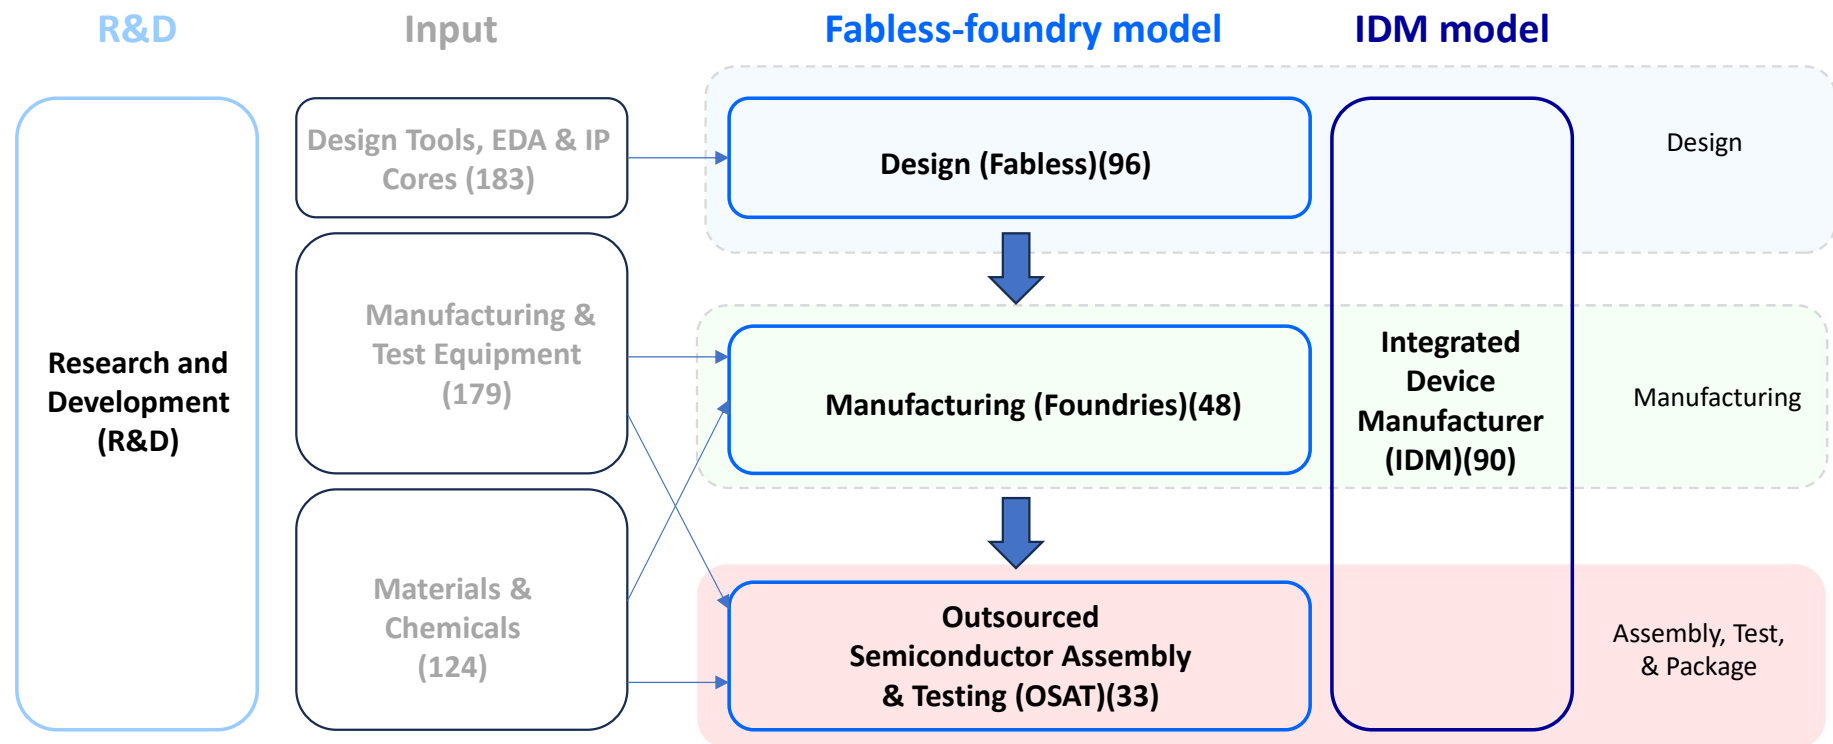 R&D
Input
Fabless-foundry model
IDM model
Research and
Development
(R&D)
Design Tools, EDA & IP
Cores (183)
Manufacturing &
Test Equipment
(179)
Materials &
Chemicals
(124)
Design (Fabless)(96)
Manufacturing (Foundries)(48)
Outsourced
Semiconductor Assembly
& Testing (OSAT)(33)
Integrated
Device
Manufacturer
(IDM)(90)
Design
Manufacturing
Assembly, Test,
& Package